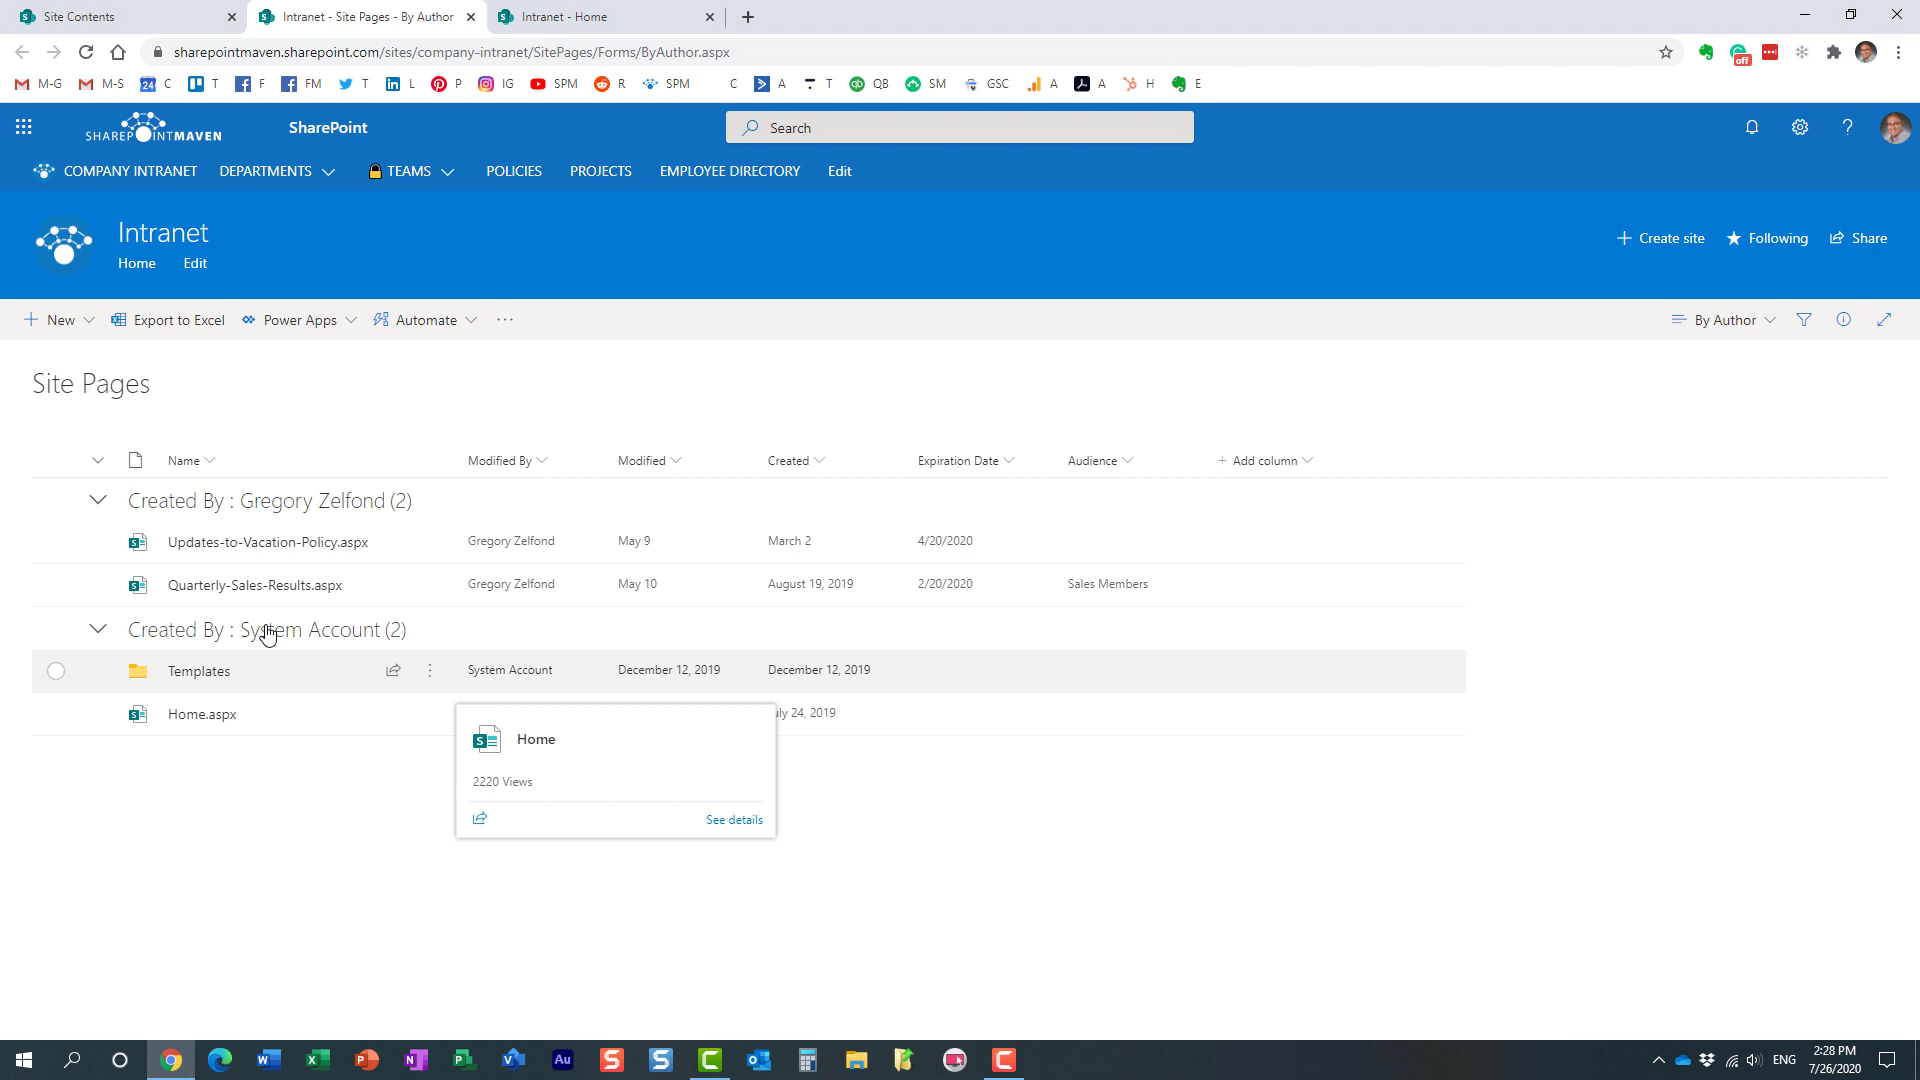 Site Contents
Intranet - Site Pages - By Author
Intranet - Home
sharepointmaven.sharepoint.com/sites/company-intranet/SitePages/Forms/ByAuthor.aspx
off
M-G M-S 24 C T F FM T L P IG SPM R SPM C A T QB SM GSC A A H E
SHAREPOINTMAVEN SharePoint Search
COMPANY INTRANET DEPARTMENTS TEAMS POLICIES PROJECTS EMPLOYEE DIRECTORY Edit
Intranet
Home Edit
Create site Following Share
New Export to Excel Power Apps Automate By Author
Site Pages
Name Modified By Modified Created Expiration Date Audience Add column
Created By : Gregory Zelfond (2)
Updates-to-Vacation-Policy.aspx Gregory Zelfond May 9 March 2 4/20/2020
Quarterly-Sales-Results.aspx Gregory Zelfond May 10 August 19, 2019 2/20/2020 Sales Members
Created By : System Account (2)
Templates System Account December 12, 2019 December 12, 2019
Home.aspx uly 24, 2019
Home
2220 Views
See details
ENG 2:28 PM
7/26/2020